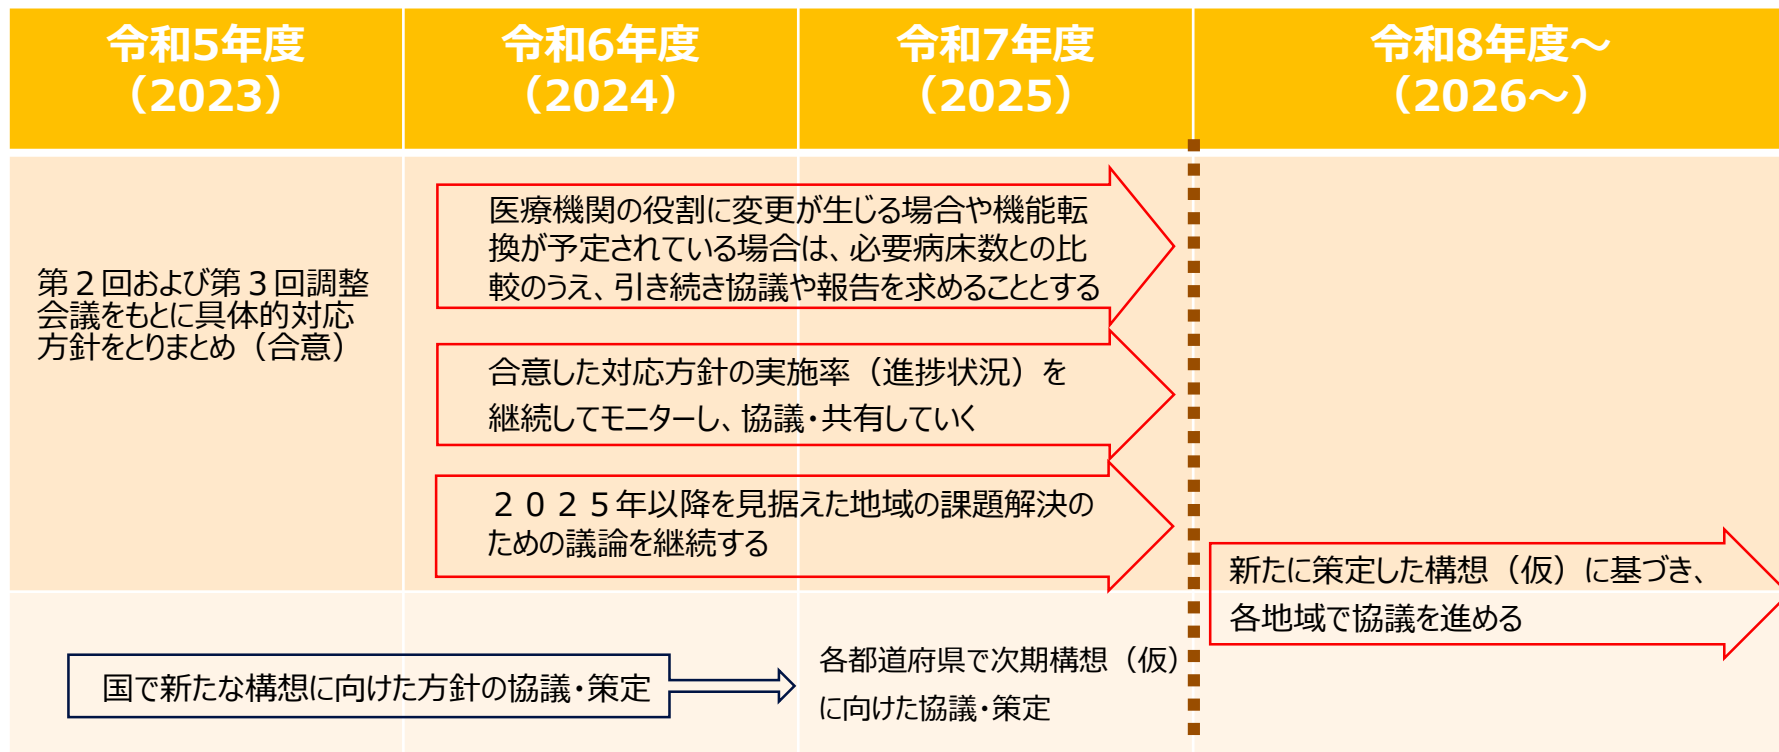 令和5年度
（2023）
令和6年度
（2024）
令和7年度
（2025）
令和8年度～
（2026～）
第２回および第３回調整
会議をもとに具体的対応
方針をとりまとめ（合意）
医療機関の役割に変更が生じる場合や機能転
換が予定されている場合は、必要病床数との比
較のうえ、引き続き協議や報告を求めることとする
合意した対応方針の実施率（進捗状況）を
継続してモニターし、協議・共有していく
２０２５年以降を見据えた地域の課題解決の
ための議論を継続する
新たに策定した構想（仮）に基づき、
各地域で協議を進める
国で新たな構想に向けた方針の協議・策定
各都道府県で次期構想（仮）
に向けた協議・策定